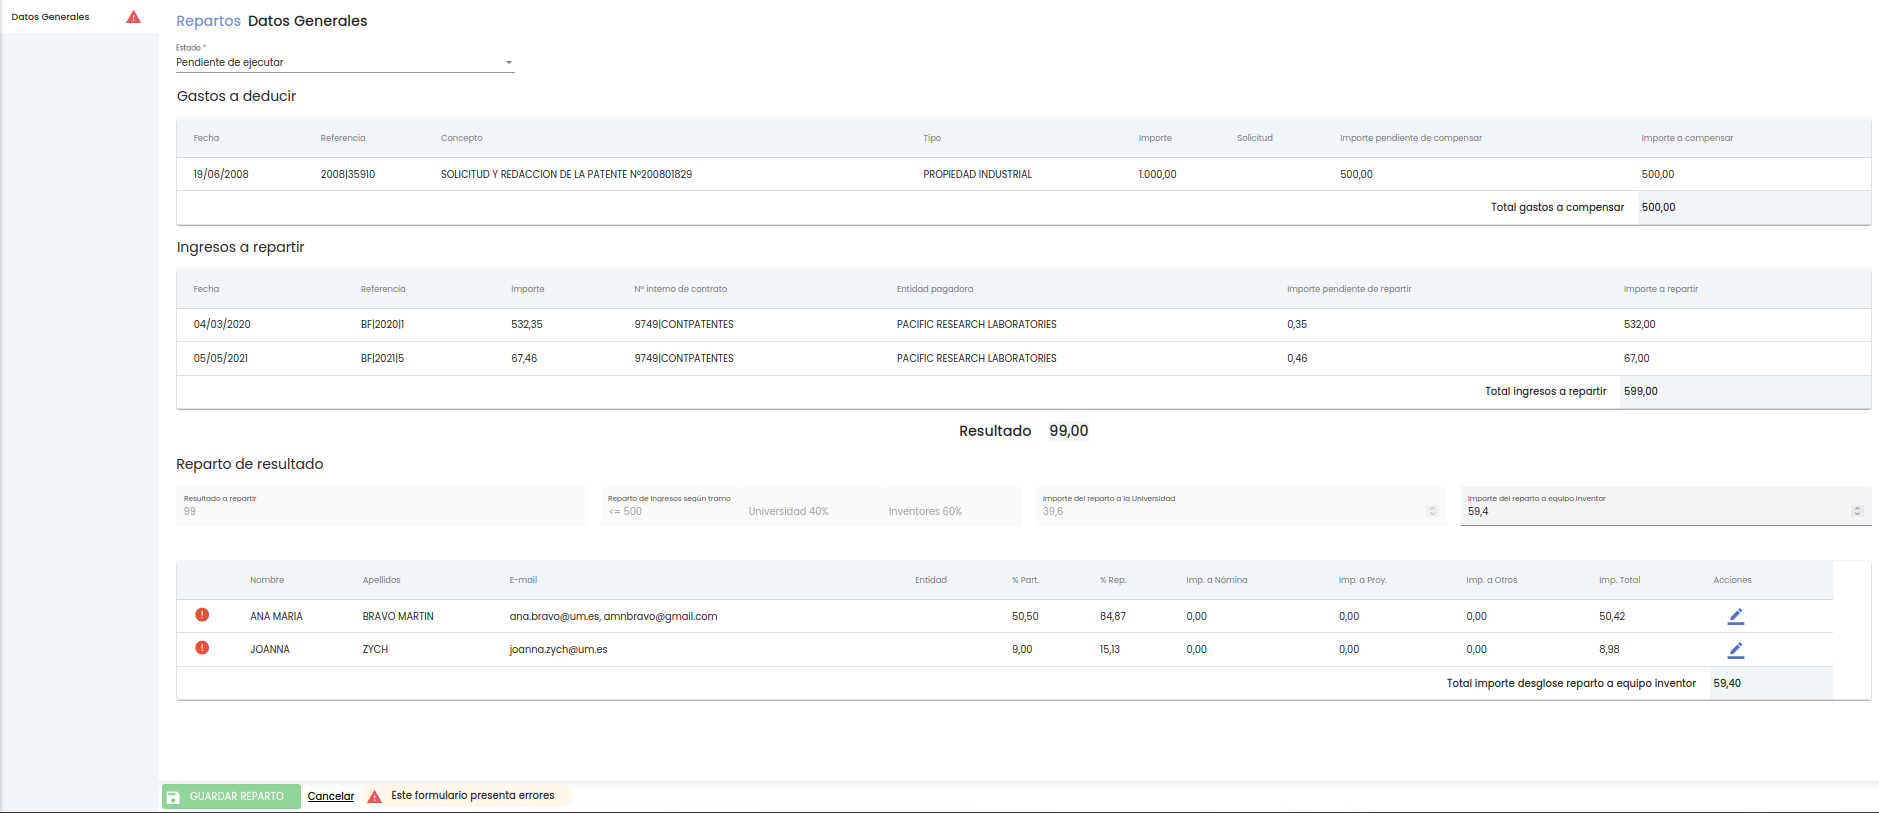 Datos Generales
Repartos Datos Generales
Estado *
Pendiente de ejecutar
Gastos a deducir
Fecha Referencia Concepto Tipo Importe Solicitud Importe pendiente de compensar Importe a compensar
19/06/2008 2008|35910 SOLICITUD Y REDACCION DE LA PATENTE Nº200801829 PROPIEDAD INDUSTRIAL 1.000,00 500,00 500,00
Total gastos a compensar 500,00
Ingresos a repartir
Fecha Referencia Importe Nº interno de contrato Entidad pagadora Importe pendiente de repartir Importe a repartir
04/03/2020 BF|2020|1 532,35 9749|CONTPATENTES PACIFIC RESEARCH LABORATORIES 0,35 532,00
05/05/2021 BF|2021|5 67,46 9749|CONTPATENTES PACIFIC RESEARCH LABORATORIES 0,46 67,00
Total ingresos a repartir 599,00
Resultado 99,00
Reparto de resultado
Resultado a repartir Reparto de ingresos según tramo Importe del reparto a la Universidad Importe del reparto a equipo inventor
99 <= 500 Universidad 40% Inventores 60% 39,6 59,4
Nombre Apellidos E-mail Entidad % Part. % Rep. Imp. a Nómina Imp. a Proy. Imp. a Otros Imp. Total Acciones
ANA MARIA BRAVO MARTIN ana.bravo@um.es, amnbravo@gmail.com 50,50 84,87 0,00 0,00 0,00 50,42
JOANNA ZYCH joanna.zych@um.es 9,00 15,13 0,00 0,00 0,00 8,98
Total importe desglose reparto a equipo inventor 59,40
GUARDAR REPARTO Cancelar Este formulario presenta errores